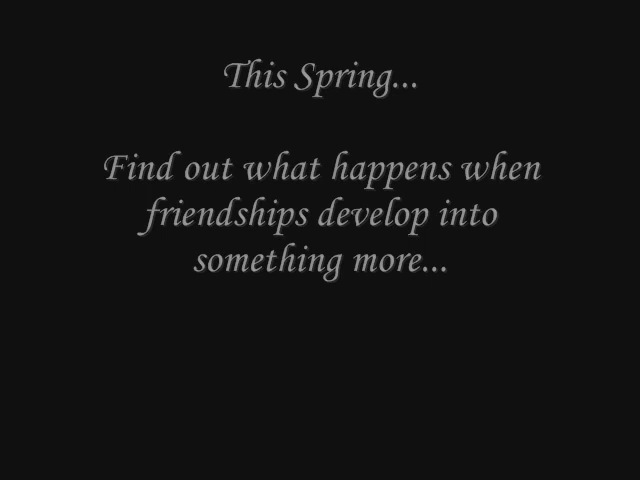 This Spring...
Find out what happens when
friendships develop into
something more...